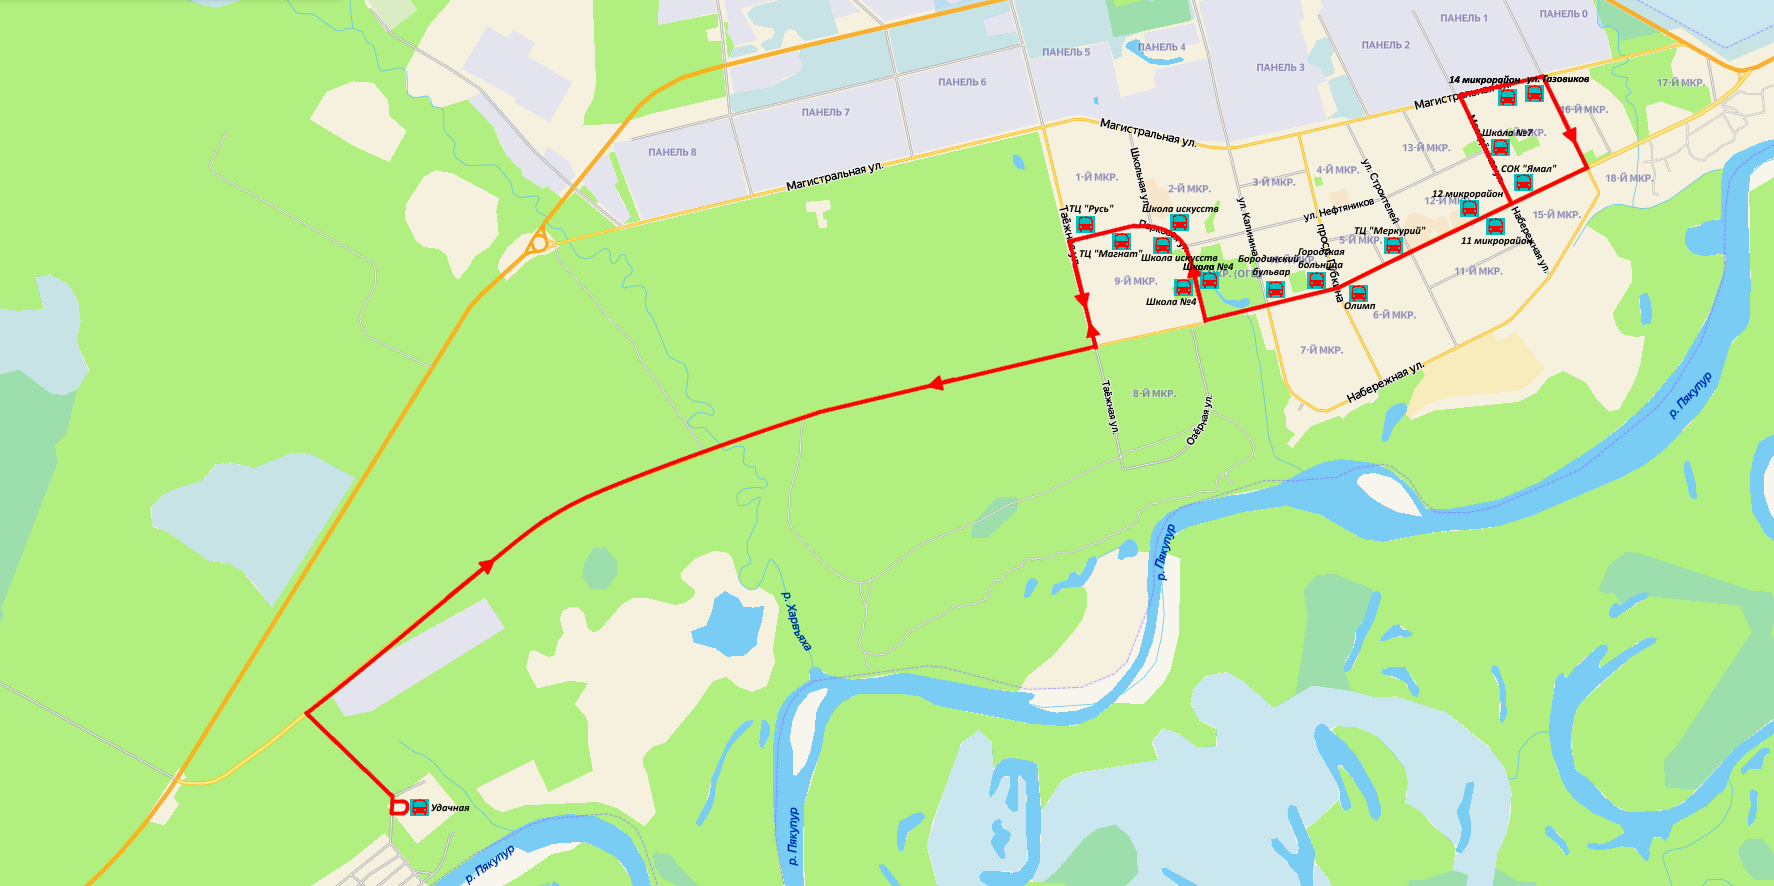 ПАНЕЛЬ 0
ПАНЕЛЬ 1
ПАНЕЛЬ 2
ПАНЕЛЬ 4
ПАНЕЛЬ 5
ПАНЕЛЬ 3
ПАНЕЛЬ 6
ПАНЕЛЬ 7
ПАНЕЛЬ 8
14 микрорайон
ул. Газовиков
17-Й МКР.
Магистральная
16-Й МКР.
Магистральная ул.
Школа №7
13-Й МКР.
Магистральная ул.
1-Й МКР.
Школьная ул.
2-Й МКР.
3-Й МКР.
4-Й МКР.
ул. Строителей
СОК "Ямал"
18-Й МКР.
12 микрорайон
ТЦ "Русь"
Школа искусств
ул. Калинина
ул. Нефтяников
15-Й МКР.
Набережная ул.
11 микрорайон
ТЦ "Меркурий"
5-Й МКР.
ТЦ "Магнат"
Школа искусств
Школа №4
Бородинский
бульвар
Городская
больница
11-Й МКР.
9-Й МКР.
Школа №4
Олимп
6-Й МКР.
7-Й МКР.
8-Й МКР.
Таёжная ул.
Озёрная ул.
Набережная ул.
р. Пякупур
р. Пякупур
р. Харвъяха
Удачная
р. Пякупур
р. Пякупур